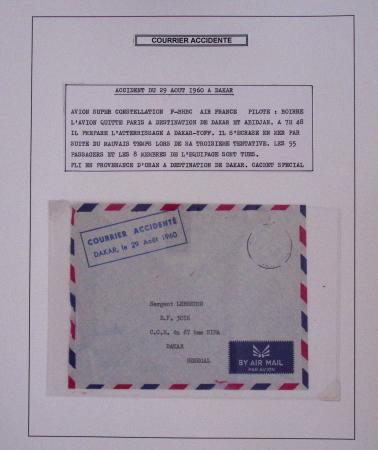 COURRIER ACCIDENTE
ACCIDENT DU 29 AOUT 1960 A DAKAR
AVION SUPER CONSTELLATION F-BHBC AIR FRANCE PILOTE : BOIRRE
L'AVION QUITTE PARIS A DESTINATION DE DAKAR ET ABIDJAN. A 7H 48
IL PREPARE L'ATTERRISSAGE A DAKAR-YOFF. IL S'ECRASE EN MER PAR
SUITE DU MAUVAIS TEMPS LORS DE SA TROISIEME TENTATIVE. LES 55
PASSAGERS ET LES 8 MEMBRES DE L'EQUIPAGE SONT TUES.
PLI EN PROVENANCE D'ORAN A DESTINATION DE DAKAR. CACHET SPECIAL
COURRIER ACCIDENTÉ
DAKAR, le 29 Août 1960
Sergent
S.P. 5016
C.C.R. du
DAKAR
SENEGAL
BY AIR MAIL
PAR AVION